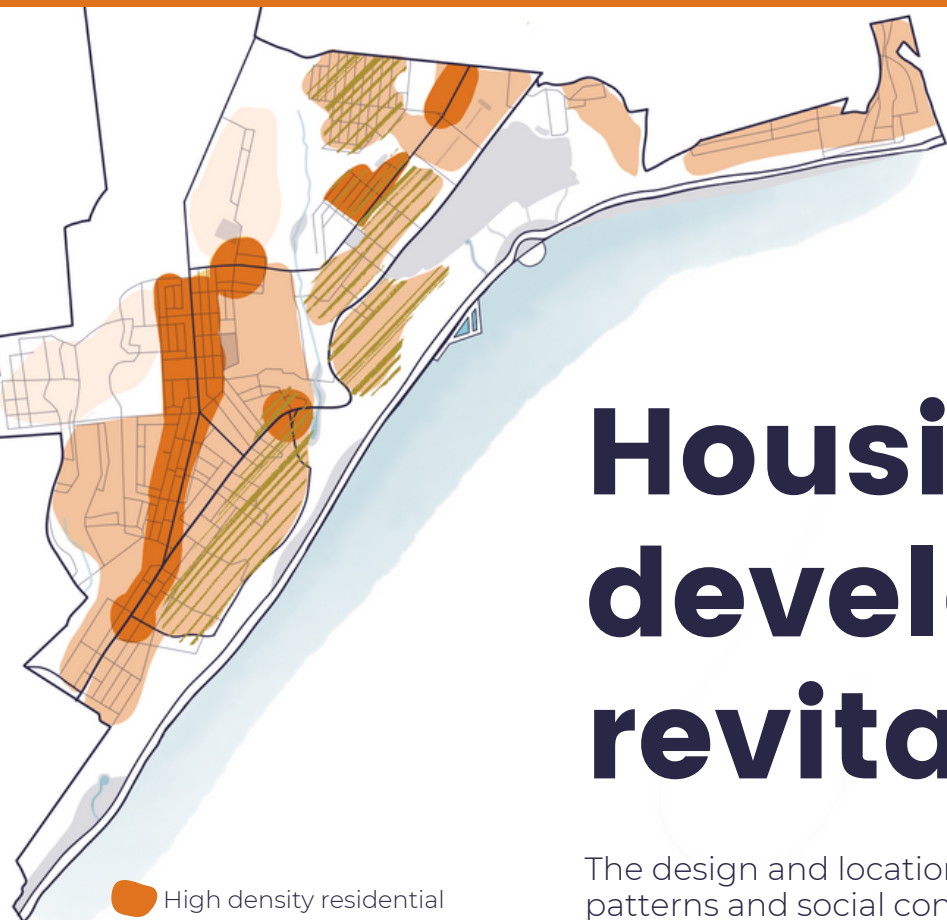 Housi
devel
revita
The design and location
patterns and social con
High density residential